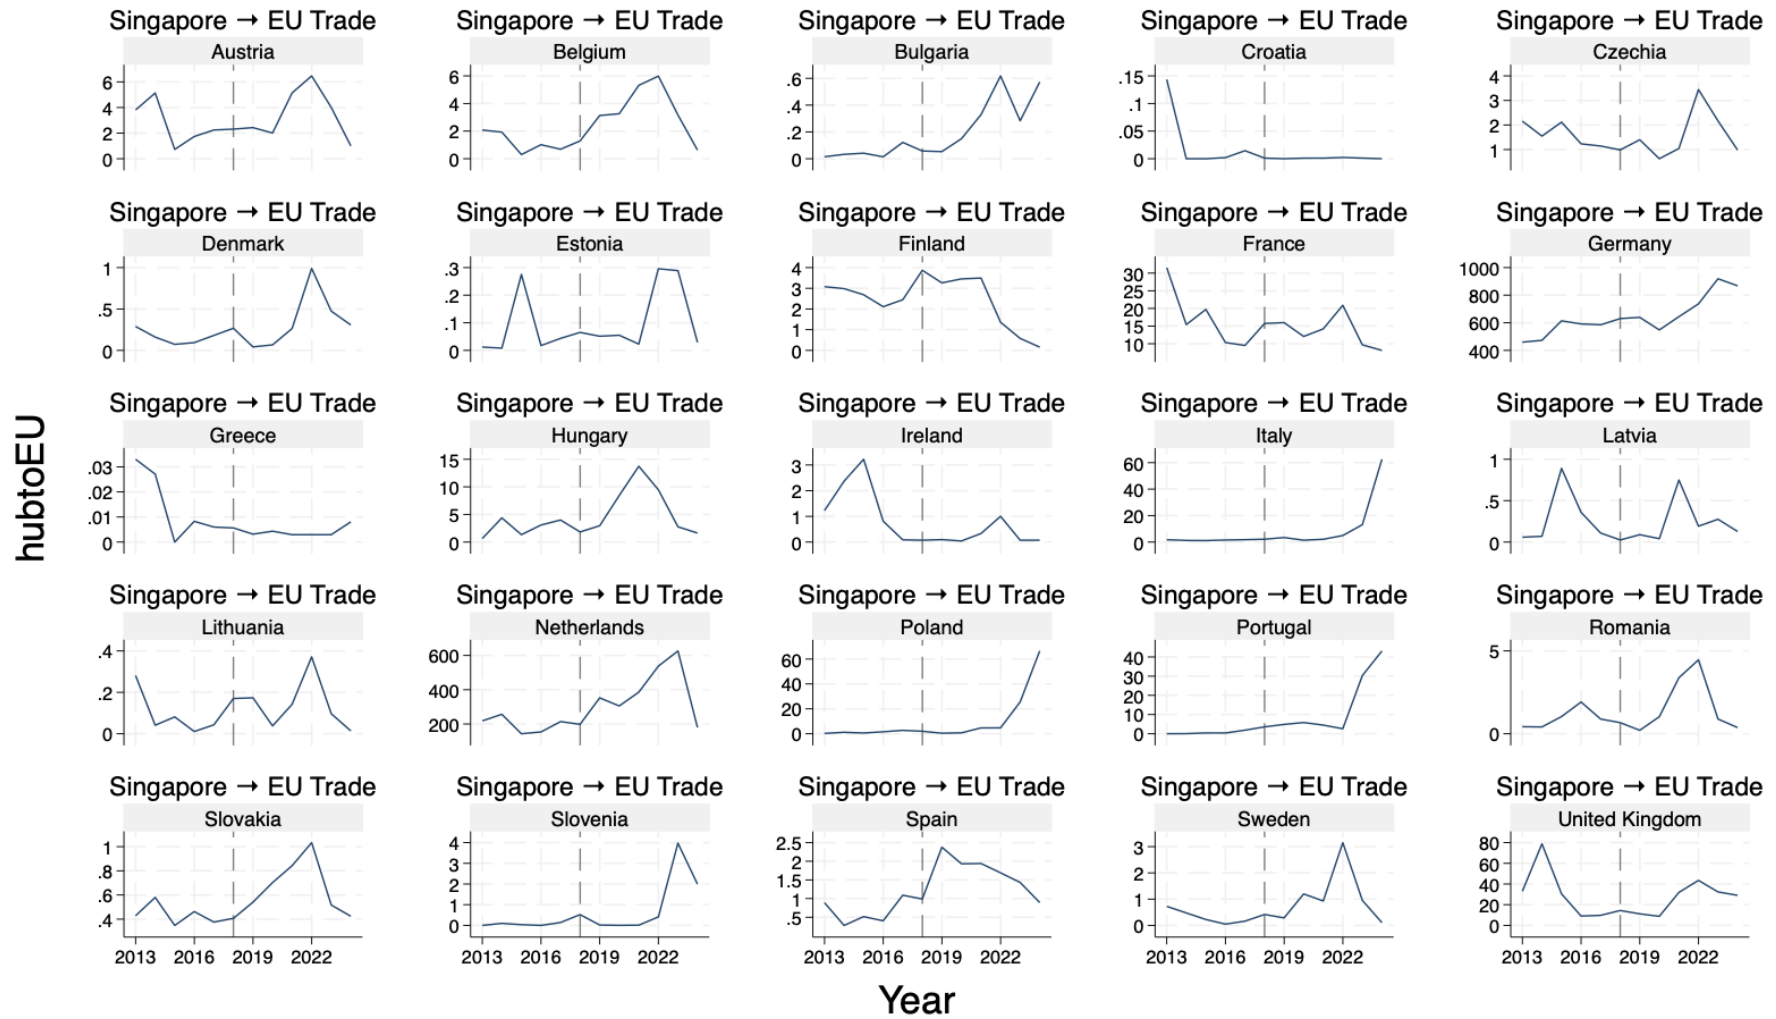 Singapore → EU Trade Singapore → EU Trade Singapore → EU Trade Singapore → EU Trade Singapore → EU Trade
Austria Belgium Bulgaria Croatia Czechia
6 6 .6 .15 4
4 4 .4 .1 3
2 2 .2 .05 2
0 0 0 0 1
Singapore → EU Trade Singapore → EU Trade Singapore → EU Trade Singapore → EU Trade Singapore → EU Trade
Denmark Estonia Finland France Germany
1 .3 4 30 1000
.5 .2 3 25 800
0 .1 2 20 600
0 1 15 400
0 10
Singapore → EU Trade Singapore → EU Trade Singapore → EU Trade Singapore → EU Trade Singapore → EU Trade
Greece Hungary Ireland Italy Latvia
.03 15 3 60 1
.02 10 2 40 .5
.01 5 1 20 0
0 0 0 0
hubtoEU
Singapore → EU Trade Singapore → EU Trade Singapore → EU Trade Singapore → EU Trade Singapore → EU Trade
Lithuania Netherlands Poland Portugal Romania
.4 600 60 40 5
.2 400 40 30 0
0 200 20 20
0 10
0
Singapore → EU Trade Singapore → EU Trade Singapore → EU Trade Singapore → EU Trade Singapore → EU Trade
Slovakia Slovenia Spain Sweden United Kingdom
1 4 2.5 3 80
.8 3 2 2 60
.6 2 1.5 1 40
.4 1 1 0 20
0 .5 0
2013 2016 2019 2022 2013 2016 2019 2022 2013 2016 2019 2022 2013 2016 2019 2022 2013 2016 2019 2022
Year